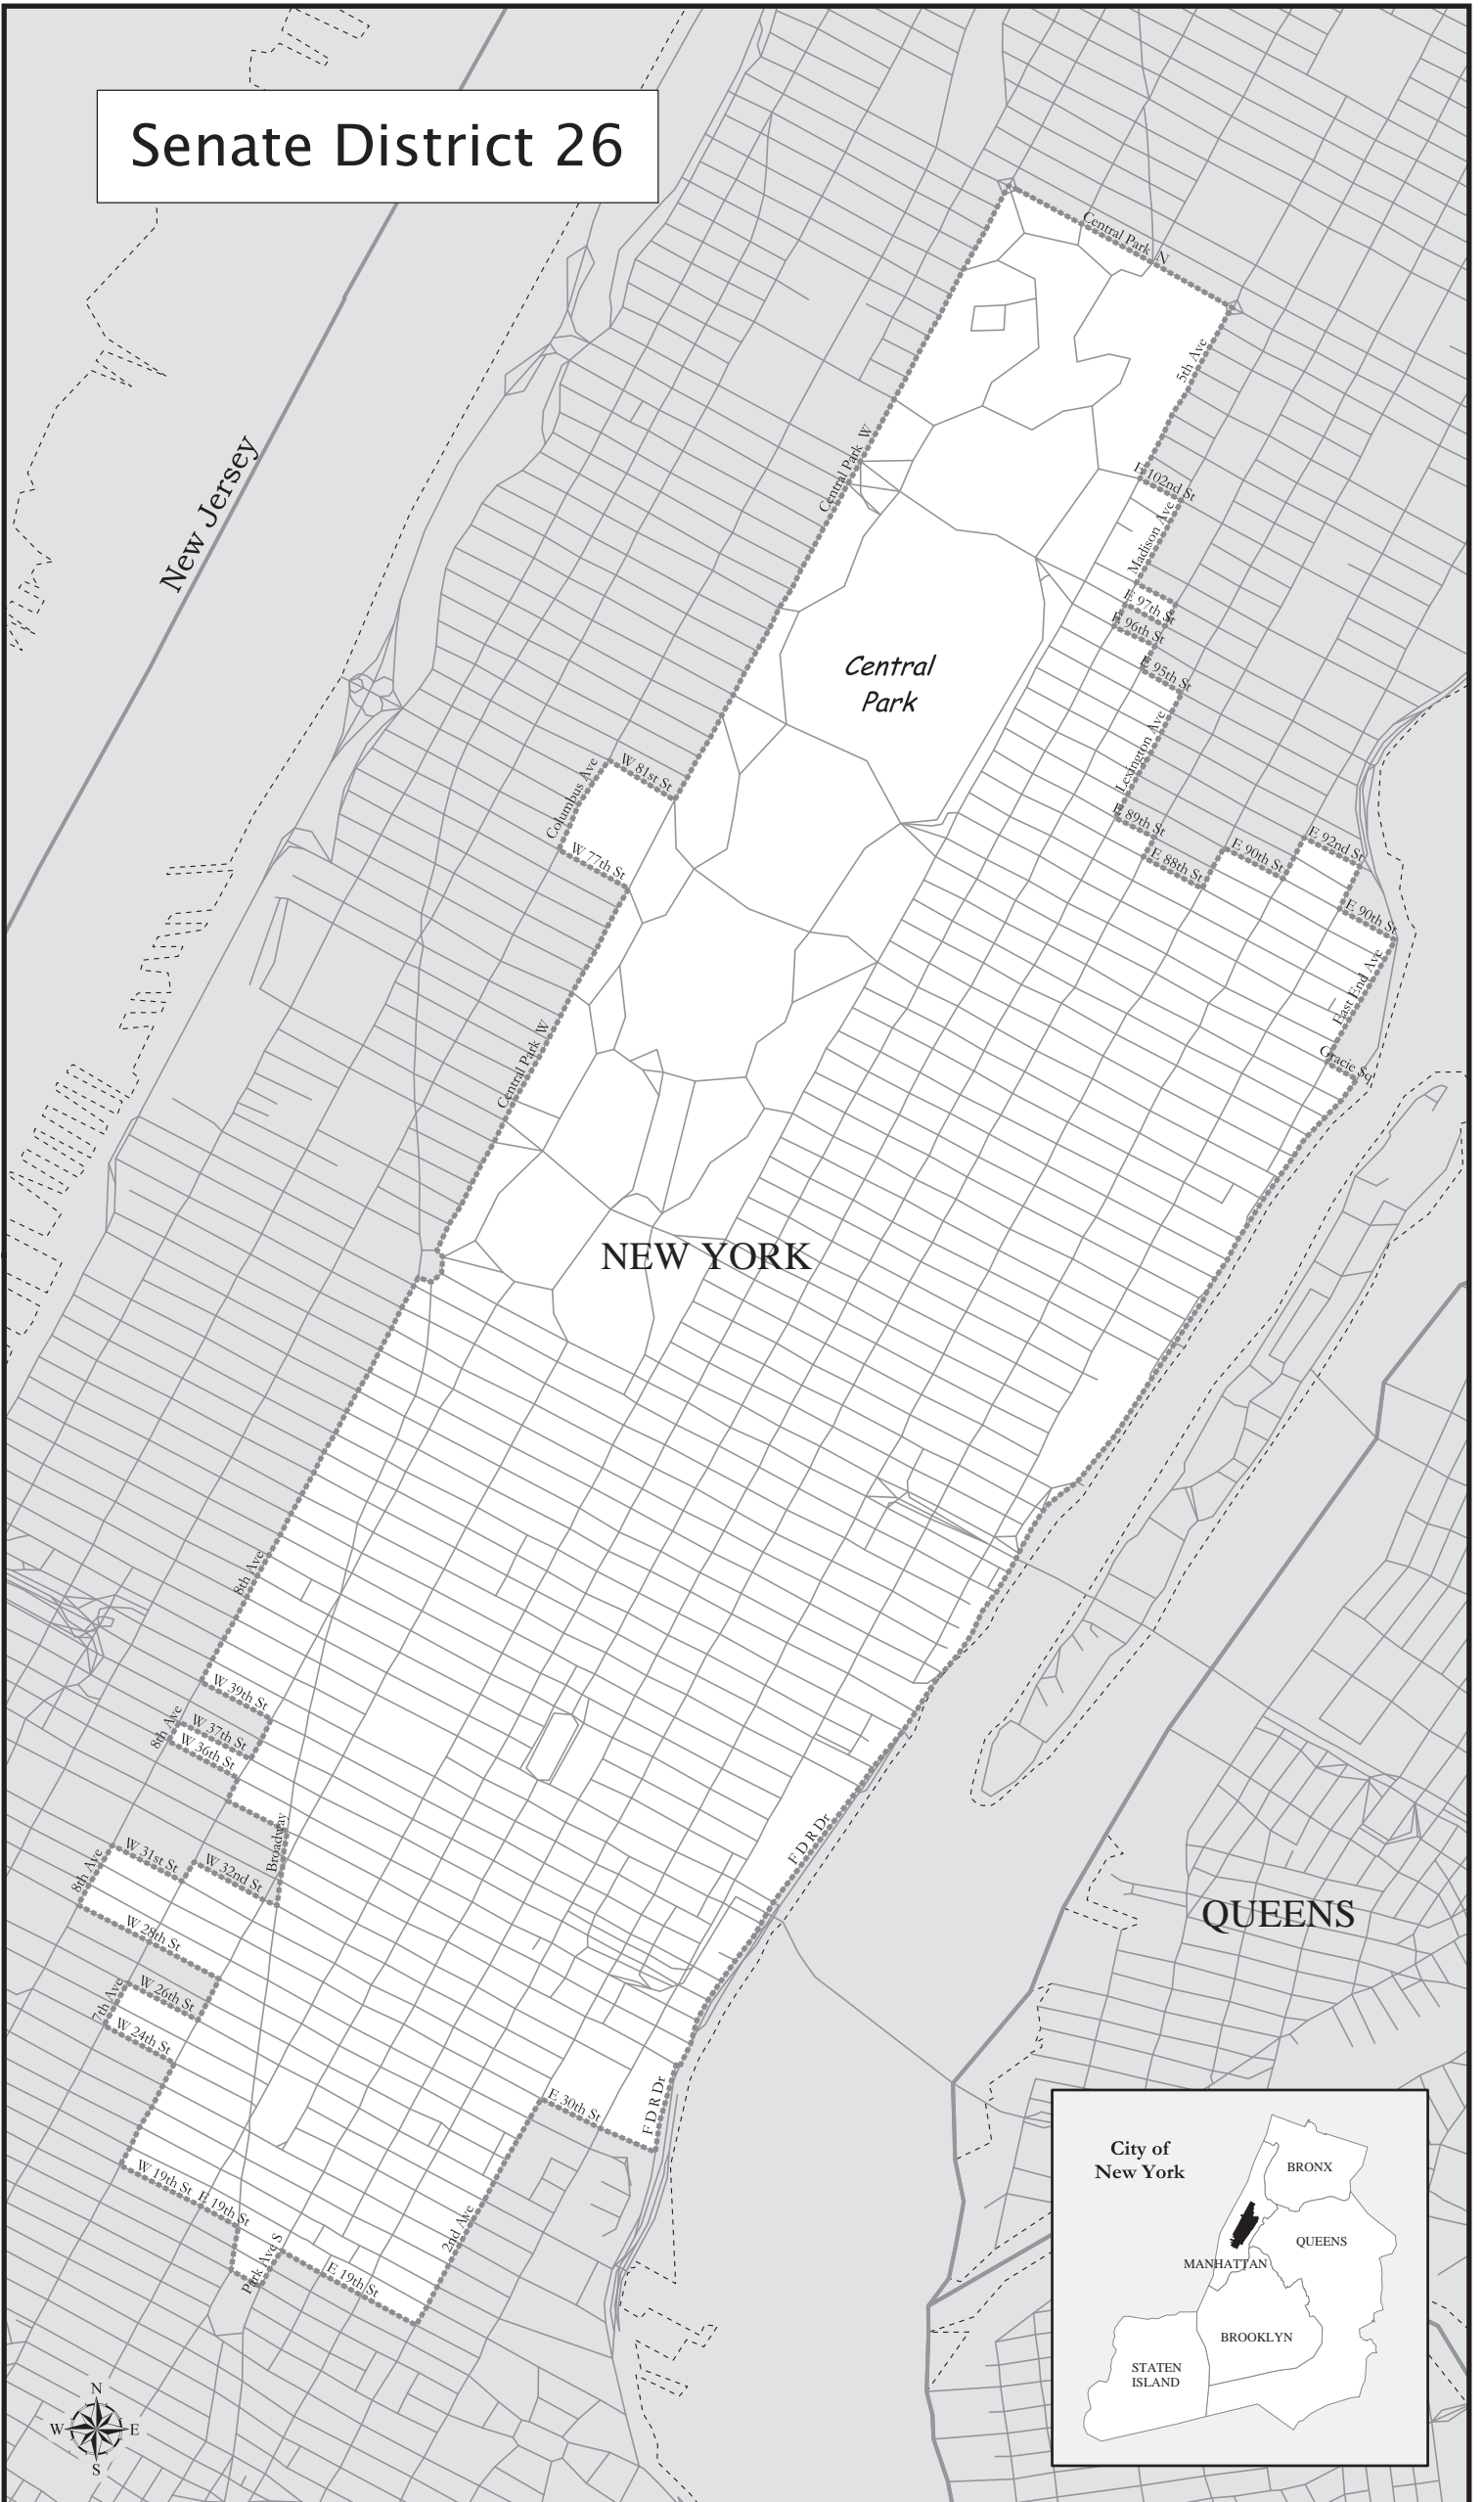 Senate District 26
Central Park N
5th Ave
New Jersey
Central Park W
E 102nd St
Madison Ave
E 97th St
E 96th St
Central
Park
E 95th St
Lexington Ave
W 81st St
Columbus Ave
W 77th St
E 89th St
E 88th St
E 90th St
E 92nd St
E 90th St
East End Ave
Gracie Sq
Central Park W
NEW YORK
8th Ave
W 39th St
8th Ave
W 37th St
W 36th St
Broadway
F D R Dr
W 31st St
W 32nd St
8th Ave
QUEENS
W 28th St
7th Ave
W 26th St
W 24th St
E 30th St
F D R Dr
W 19th St
E 19th St
2nd Ave
Park Ave S
E 19th St
City of
New York
BRONX
QUEENS
MANHATTAN
BROOKLYN
STATEN
ISLAND
N
W
E
S